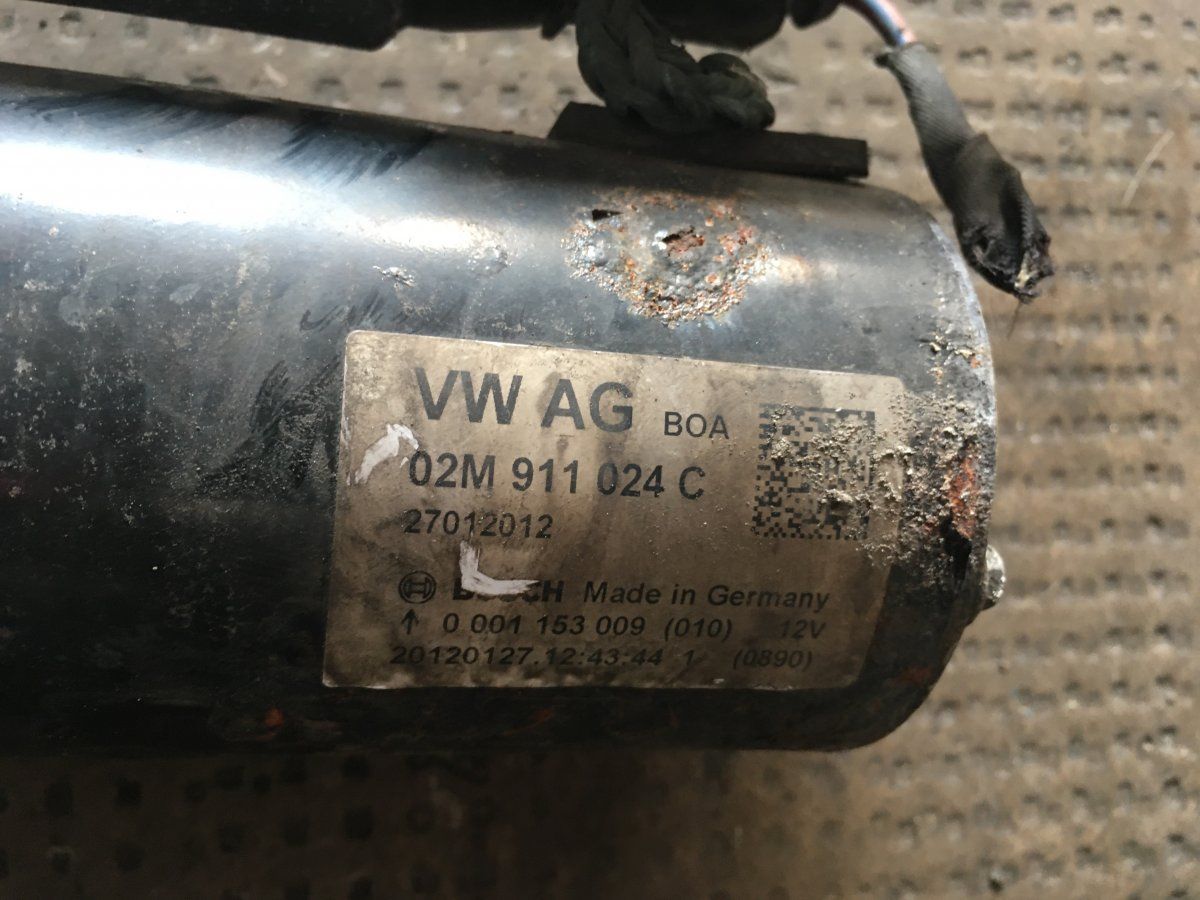 VW AG BOA
02M 911 024 C
27012012
BOSCH Made in Germany
↑ 0 001 153 009 (010) 12V
20120127.12:43:44 1 (0890)